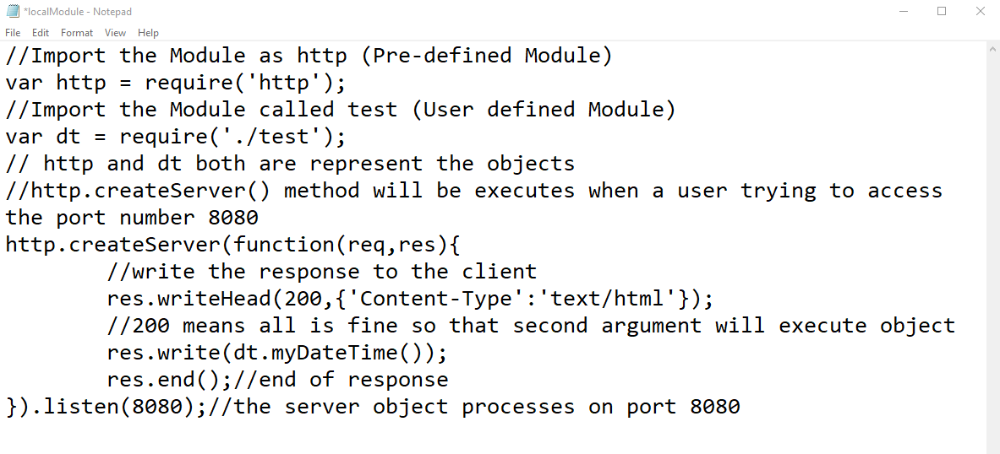 *localModule - Notepad
File Edit Format View Help
//Import the Module as http (Pre-defined Module)
var http = require('http');
//Import the Module called test (User defined Module)
var dt = require('./test');
// http and dt both are represent the objects
//http.createServer() method will be executes when a user trying to access
the port number 8080
http.createServer(function(req,res){
        //write the response to the client
        res.writeHead(200,{'Content-Type':'text/html'});
        //200 means all is fine so that second argument will execute object
        res.write(dt.myDateTime());
        res.end();//end of response
}).listen(8080);//the server object processes on port 8080